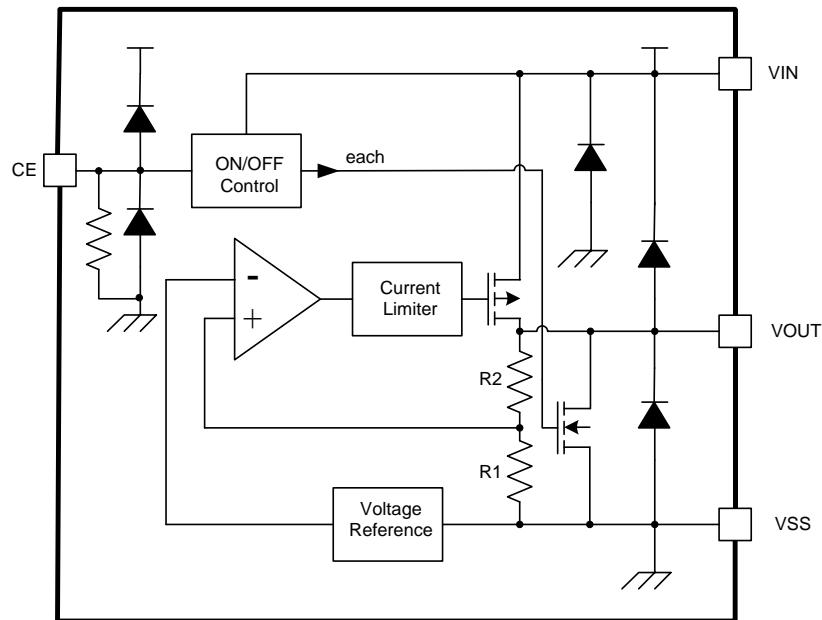 VIN
CE
ON/OFF
Control
each
-
+
Current
Limiter
VOUT
R2
R1
Voltage
Reference
VSS